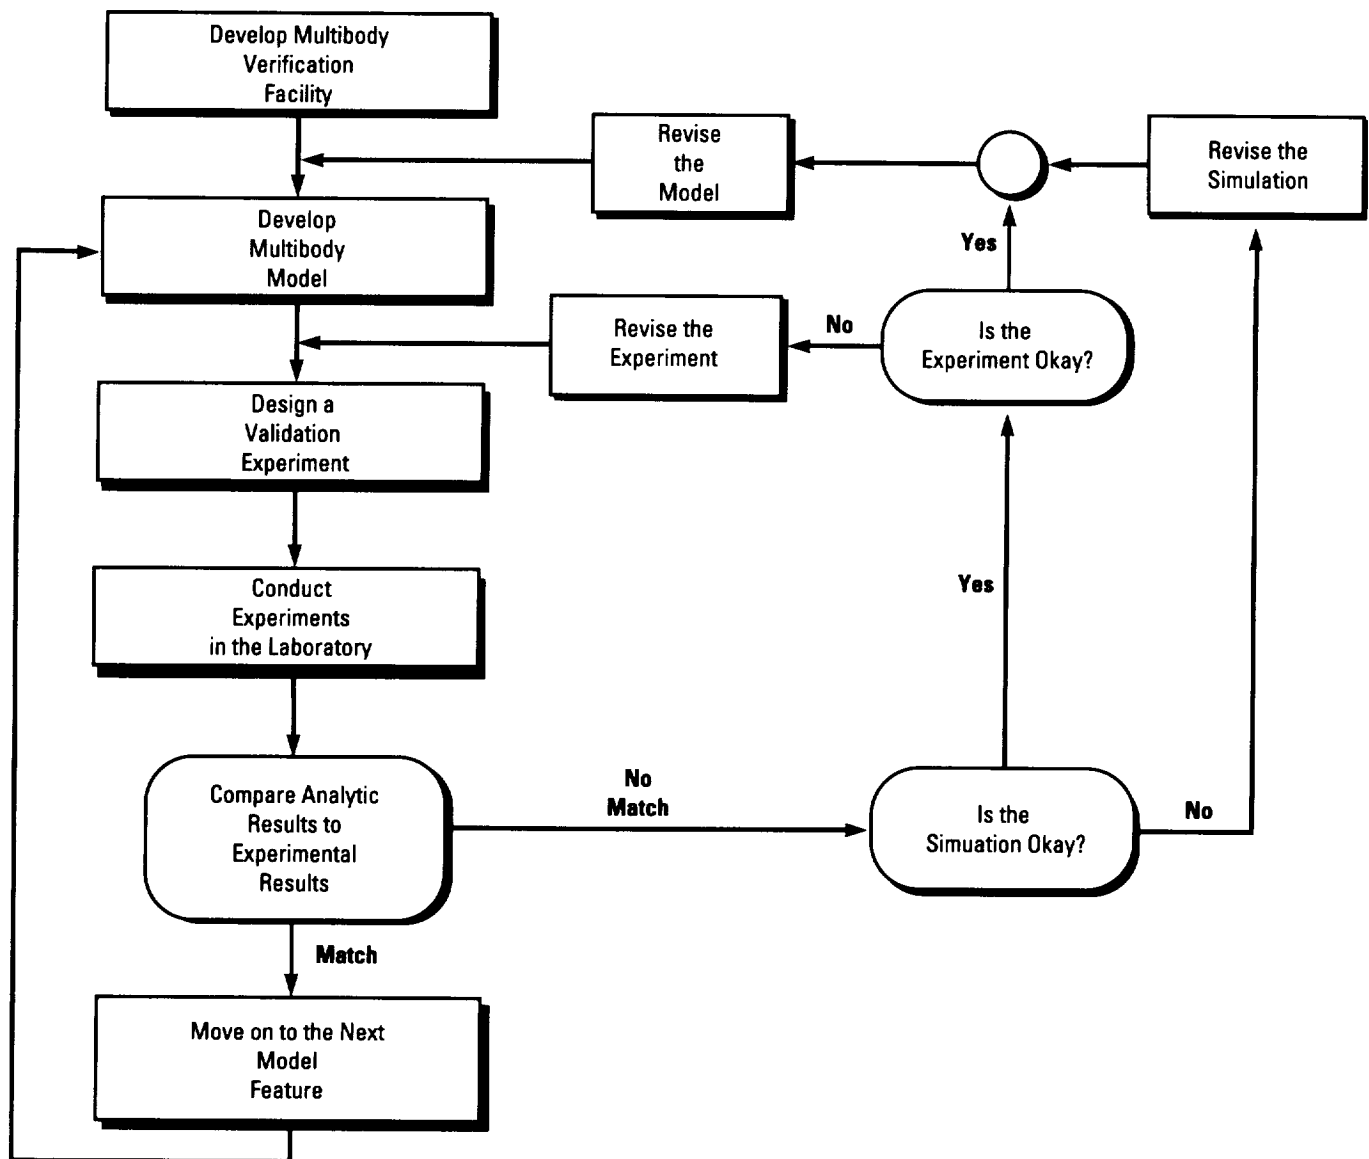 Develop Multibody
Verification
Facility
Revise
the
Model
Revise the
Simulation
Develop
Multibody
Model
Yes
Revise the
Experiment
No
Is the
Experiment Okay?
Design a
Validation
Experiment
Conduct
Experiments
in the Laboratory
Yes
Compare Analytic
Results to
Experimental
Results
No
Match
Is the
Simuation Okay?
No
Match
Move on to the Next
Model
Feature